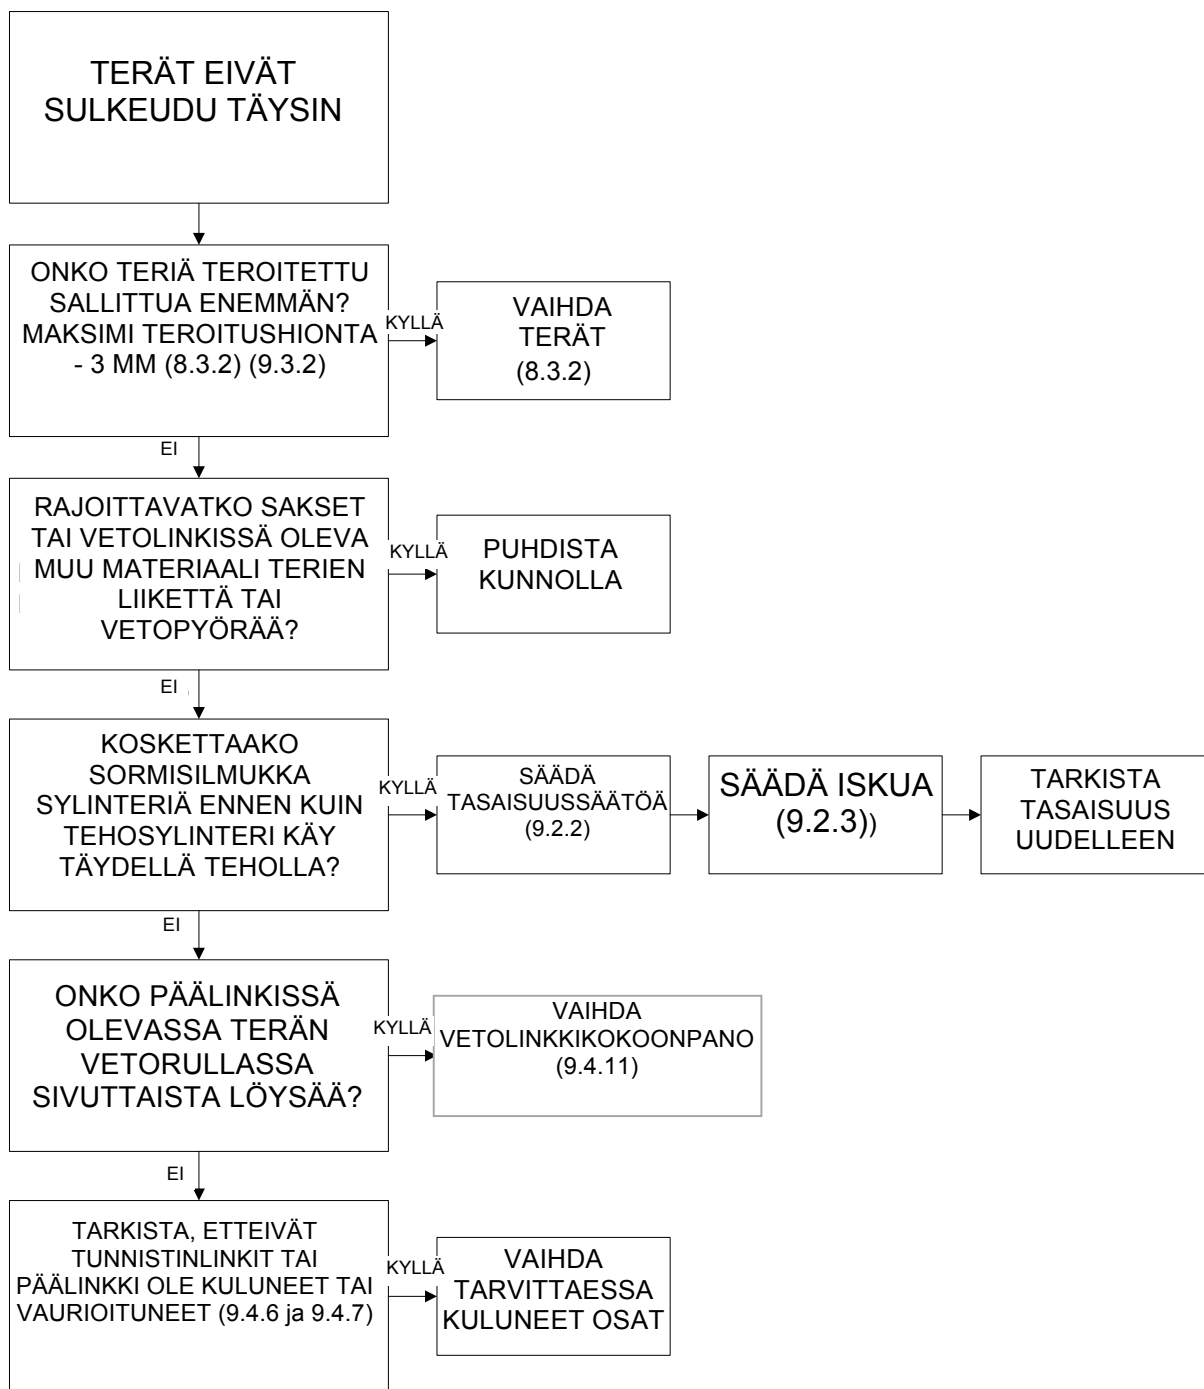 TERÄT EIVÄT
SULKEUDU TÄYSIN
ONKO TERIÄ TEROITETTU
SALLITTUA ENEMMÄN?
MAKSIMI TEROITUSHIONTA
- 3 MM (8.3.2) (9.3.2)
KYLLÄ
VAIHDA
TERÄT
(8.3.2)
EI
RAJOITTAVATKO SAKSET
TAI VETOLINKISSÄ OLEVA
MUU MATERIAALI TERIEN
LIIKETTÄ TAI
VETOPYÖRÄÄ?
KYLLÄ
PUHDISTA
KUNNOLLA
EI
KOSKETTAAKO
SORMISILMUKKA
SYLINTERIÄ ENNEN KUIN
TEHOSYLINTERI KÄY
TÄYDELLÄ TEHOLLA?
KYLLÄ
SÄÄDÄ
TASAISUUSSÄÄTÖÄ
(9.2.2)
SÄÄDÄ ISKUA
(9.2.3))
TARKISTA
TASAISUUS
UUDELLEEN
EI
ONKO PÄÄLINKISSÄ
OLEVASSA TERÄN
VETORULLASSA
SIVUTTAISTA LÖYSÄÄ?
KYLLÄ
VAIHDA
VETOLINKKIKOKOONPANO
(9.4.11)
EI
TARKISTA, ETTEIVÄT
TUNNISTINLINKIT TAI
PÄÄLINKKI OLE KULUNEET TAI
VAURIOITUNEET (9.4.6 ja 9.4.7)
KYLLÄ
VAIHDA
TARVITTAESSA
KULUNEET OSAT